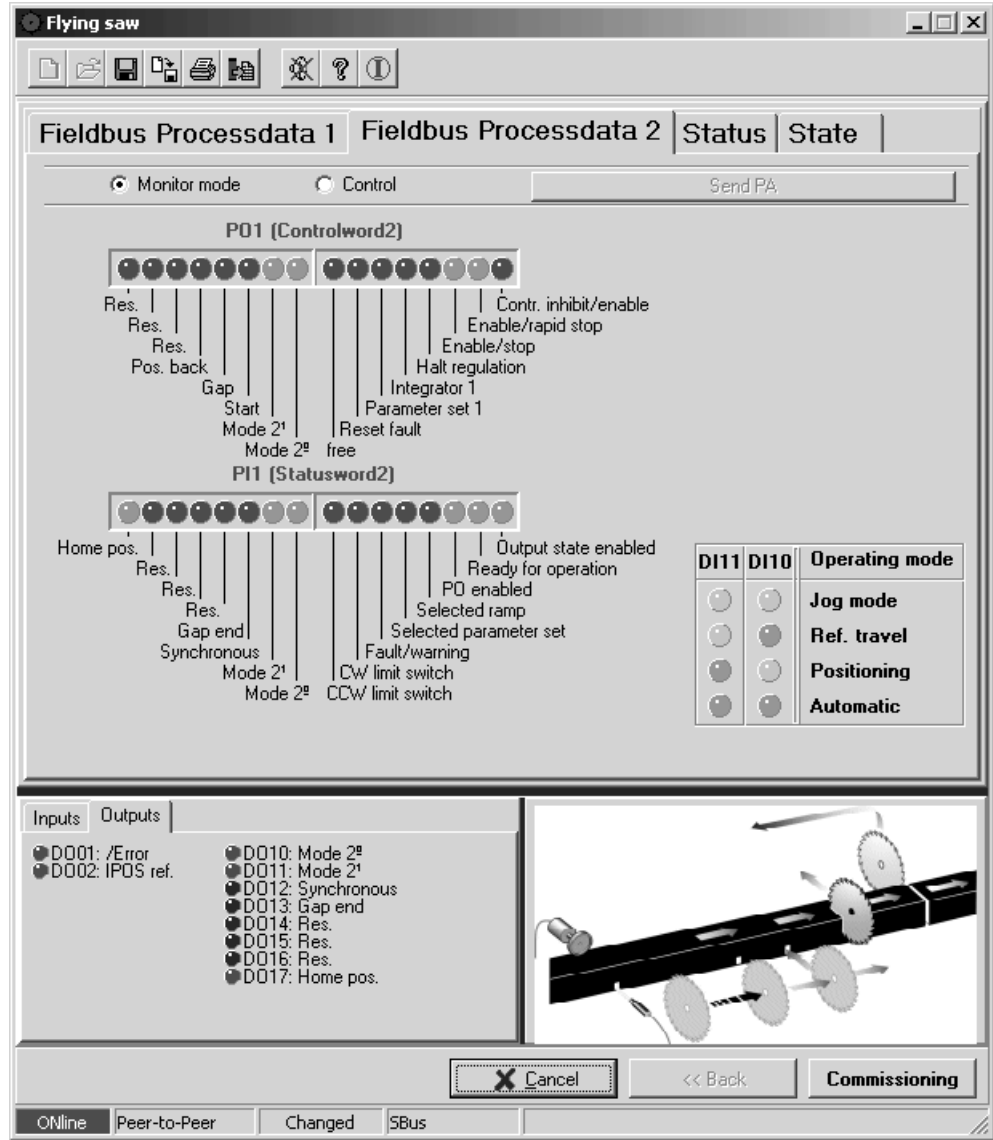 Flying saw
Fieldbus Processdata 1 Fieldbus Processdata 2 Status State
Monitor mode Control Send PA
PO1 (Controlword2)
Res. Contr. inhibit/enable
Res. Enable/rapid stop
Res. Enable/stop
Pos. back Halt regulation
Gap Integrator 1
Start Parameter set 1
Mode 2¹ Reset fault
Mode 2º free
PI1 (Statusword2)
Home pos. Output state enabled
Res. Ready for operation
Res. PO enabled
Res. Selected ramp
Gap end Selected parameter set
Synchronous Fault/warning
Mode 2¹ CW limit switch
Mode 2º CCW limit switch
DI11 DI10 Operating mode
Jog mode
Ref. travel
Positioning
Automatic
Inputs Outputs
DO01: /Error
DO02: IPOS ref.
DO10: Mode 2º
DO11: Mode 2¹
DO12: Synchronous
DO13: Gap end
DO14: Res.
DO15: Res.
DO16: Res.
DO17: Home pos.
Cancel << Back Commissioning
ONline Peer-to-Peer Changed SBus